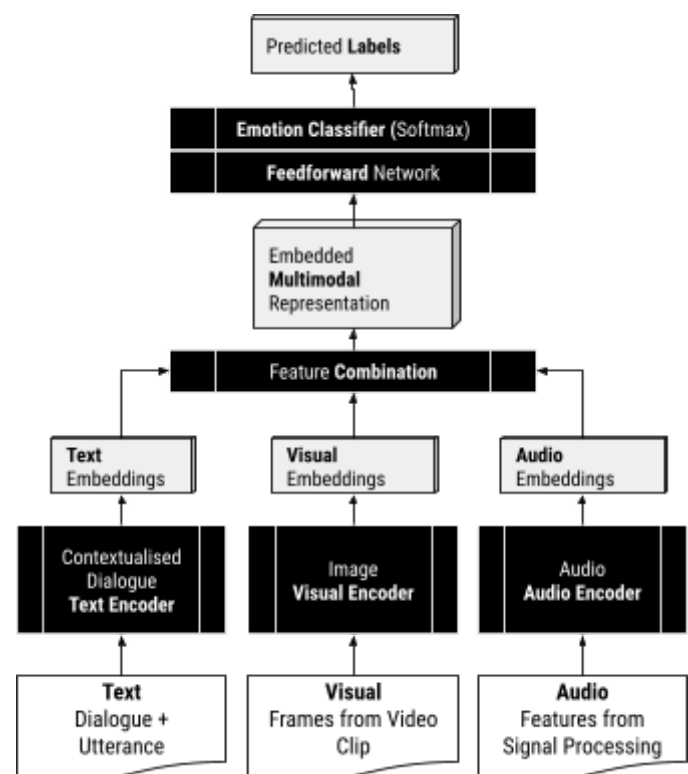 Predicted Labels
Emotion Classifier (Softmax)
Feedforward Network
Embedded
Multimodal
Representation
Feature Combination
Text
Embeddings
Visual
Embeddings
Audio
Embeddings
Contextualised
Dialogue
Text Encoder
Image
Visual Encoder
Audio
Audio Encoder
Text
Dialogue +
Utterance
Visual
Frames from Video
Clip
Audio
Features from
Signal Processing